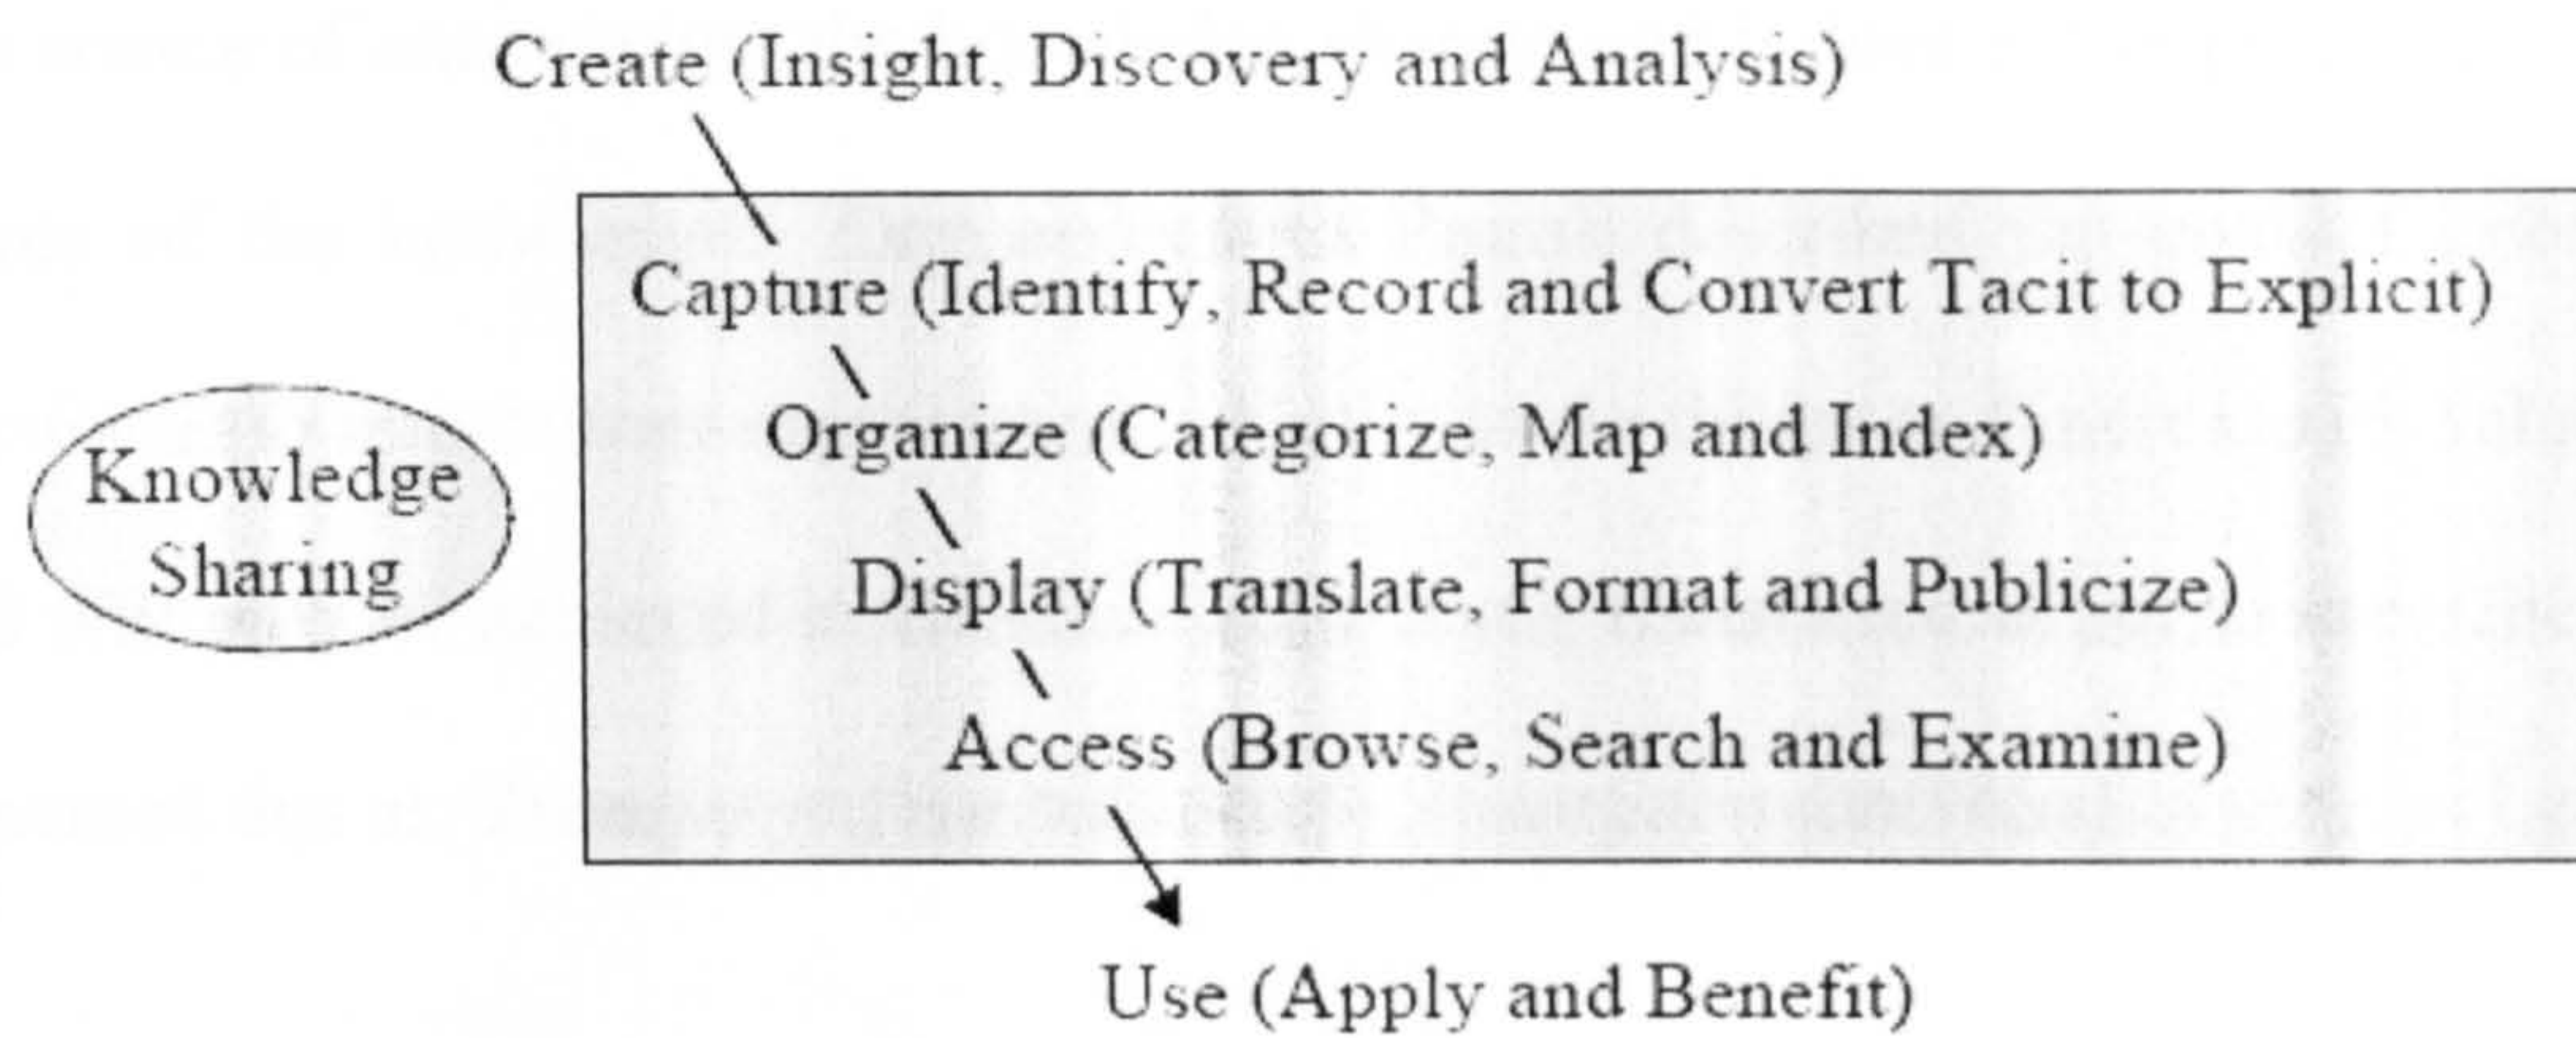 Create (Insight, Discovery and Analysis)
Capture (Identify, Record and Convert Tacit to Explicit)
Organize (Categorize, Map and Index)
Knowledge
Sharing
Display (Translate, Format and Publicize)
Access (Browse, Search and Examine)
Use (Apply and Benefit)